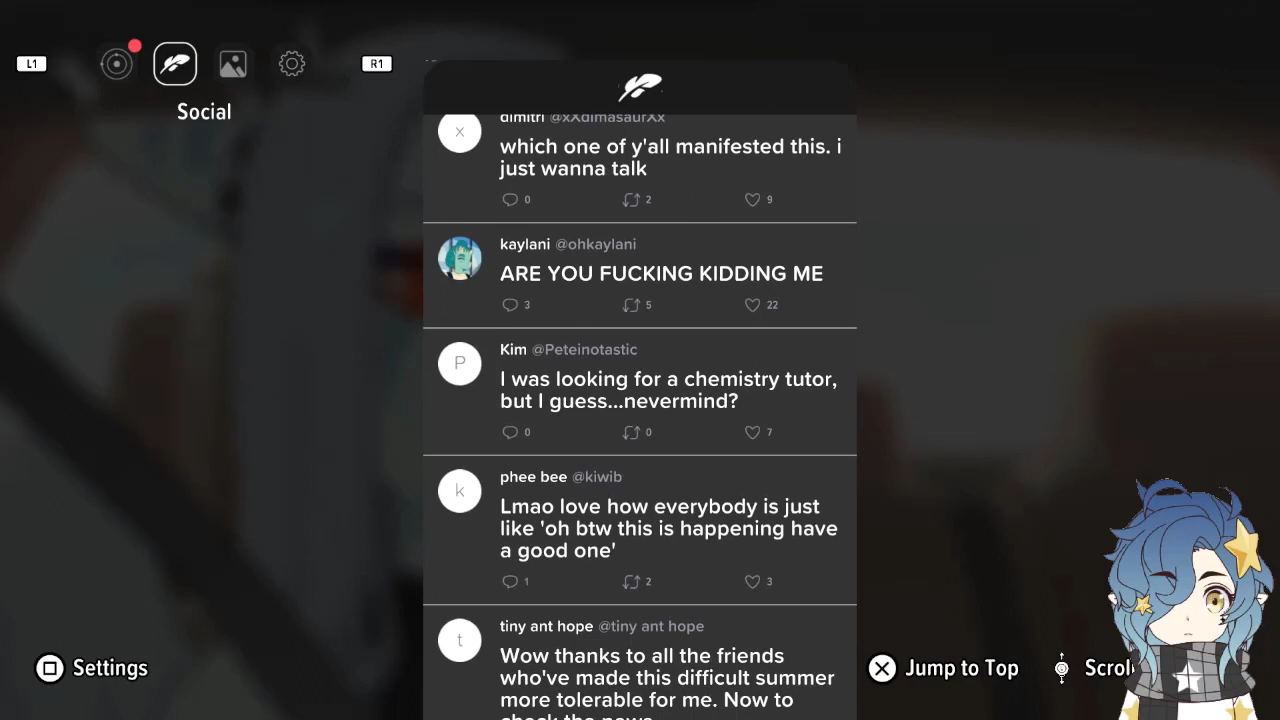 L1
R1
Social
dimitri @xXdimasaurXx
which one of y'all manifested this. i
just wanna talk
0 2 9
kaylani @ohkaylani
ARE YOU FUCKING KIDDING ME
3 5 22
Kim @Peteinotastic
P
I was looking for a chemistry tutor,
but I guess...nevermind?
0 0 7
phee bee @kiwib
k
Lmao love how everybody is just
like 'oh btw this is happening have
a good one'
1 2 3
tiny ant hope @tiny ant hope
t
Wow thanks to all the friends
who've made this difficult summer
more tolerable for me. Now to
check the news
Settings
Jump to Top
Scrol